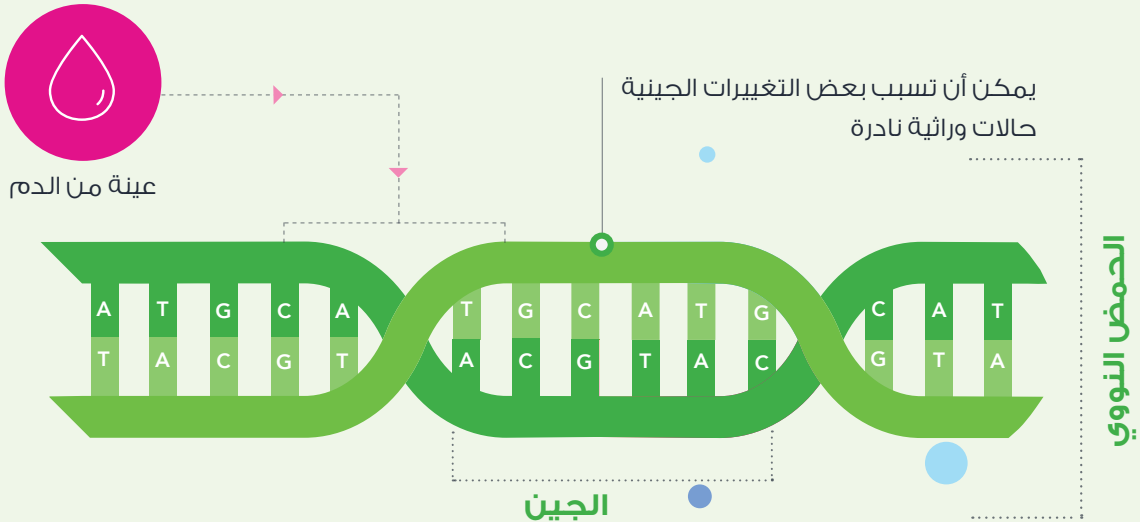 يمكن أن تسبب بعض التغييرات الجينية
حالات وراثية نادرة
عينة من الدم
A T G C A T G C A T G C A T
T A C G T A C G T A C G T A
الحمض النووي
الجين